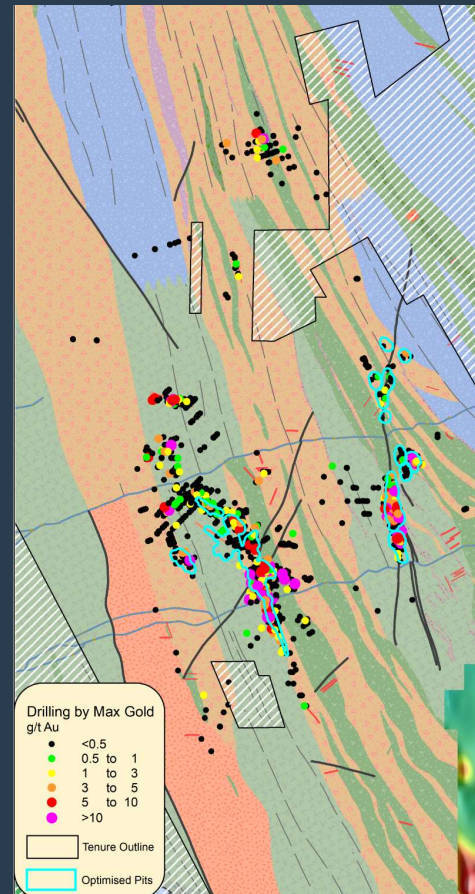 Drilling by Max Gold
g/t Au
<0.5
0.5 to 1
1 to 3
3 to 5
5 to 10
>10
Tenure Outline
Optimised Pits